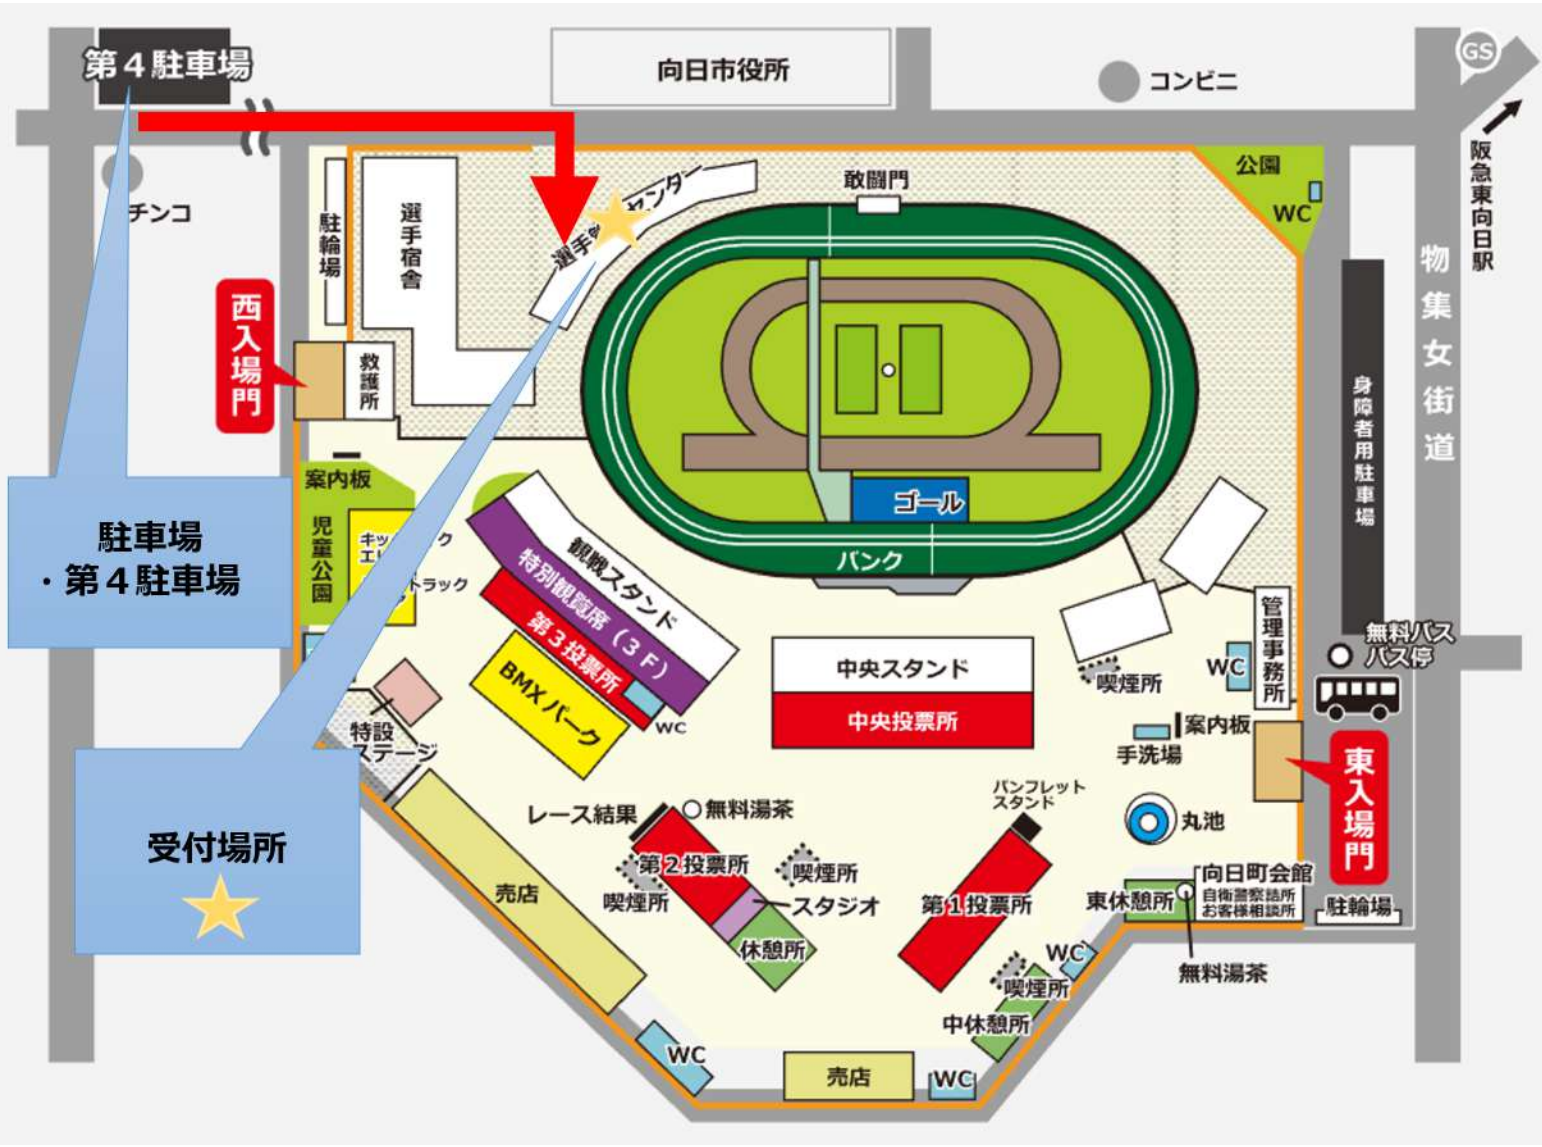 第４駐車場
向日市役所
コンビニ
GS
阪急東向日駅
チンコ
駐輪場
選手宿舎
選手
センター
敢闘門
公園
WC
物集女街道
西入場門
救護所
身障者用駐車場
案内板
児童公園
キッ
ク
エリ
トラック
駐車場
・第４駐車場
ゴール
バンク
観戦スタンド
特別観覧席（３Ｆ）
第３投票所
WC
BMXパーク
特設
ステージ
中央スタンド
中央投票所
喫煙所
WC
管理事務所
無料バス
バス停
案内板
手洗場
東入場門
受付場所
レース結果
無料湯茶
第２投票所
喫煙所
喫煙所
スタジオ
休憩所
売店
パンフレット
スタンド
第１投票所
丸池
向日町会館
自衛警察詰所
お客様相談所
東休憩所
駐輪場
無料湯茶
WC
喫煙所
中休憩所
WC
売店
WC